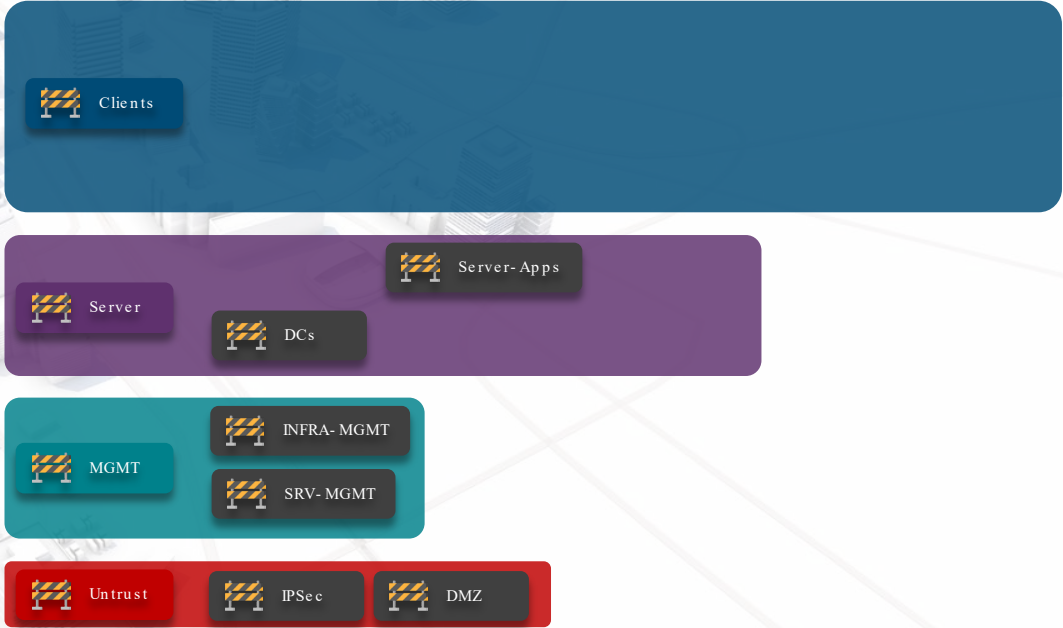 Clients
Server-Apps
Server
DCs
INFRA-MGMT
MGMT
SRV-MGMT
Untrust
IPSec
DMZ